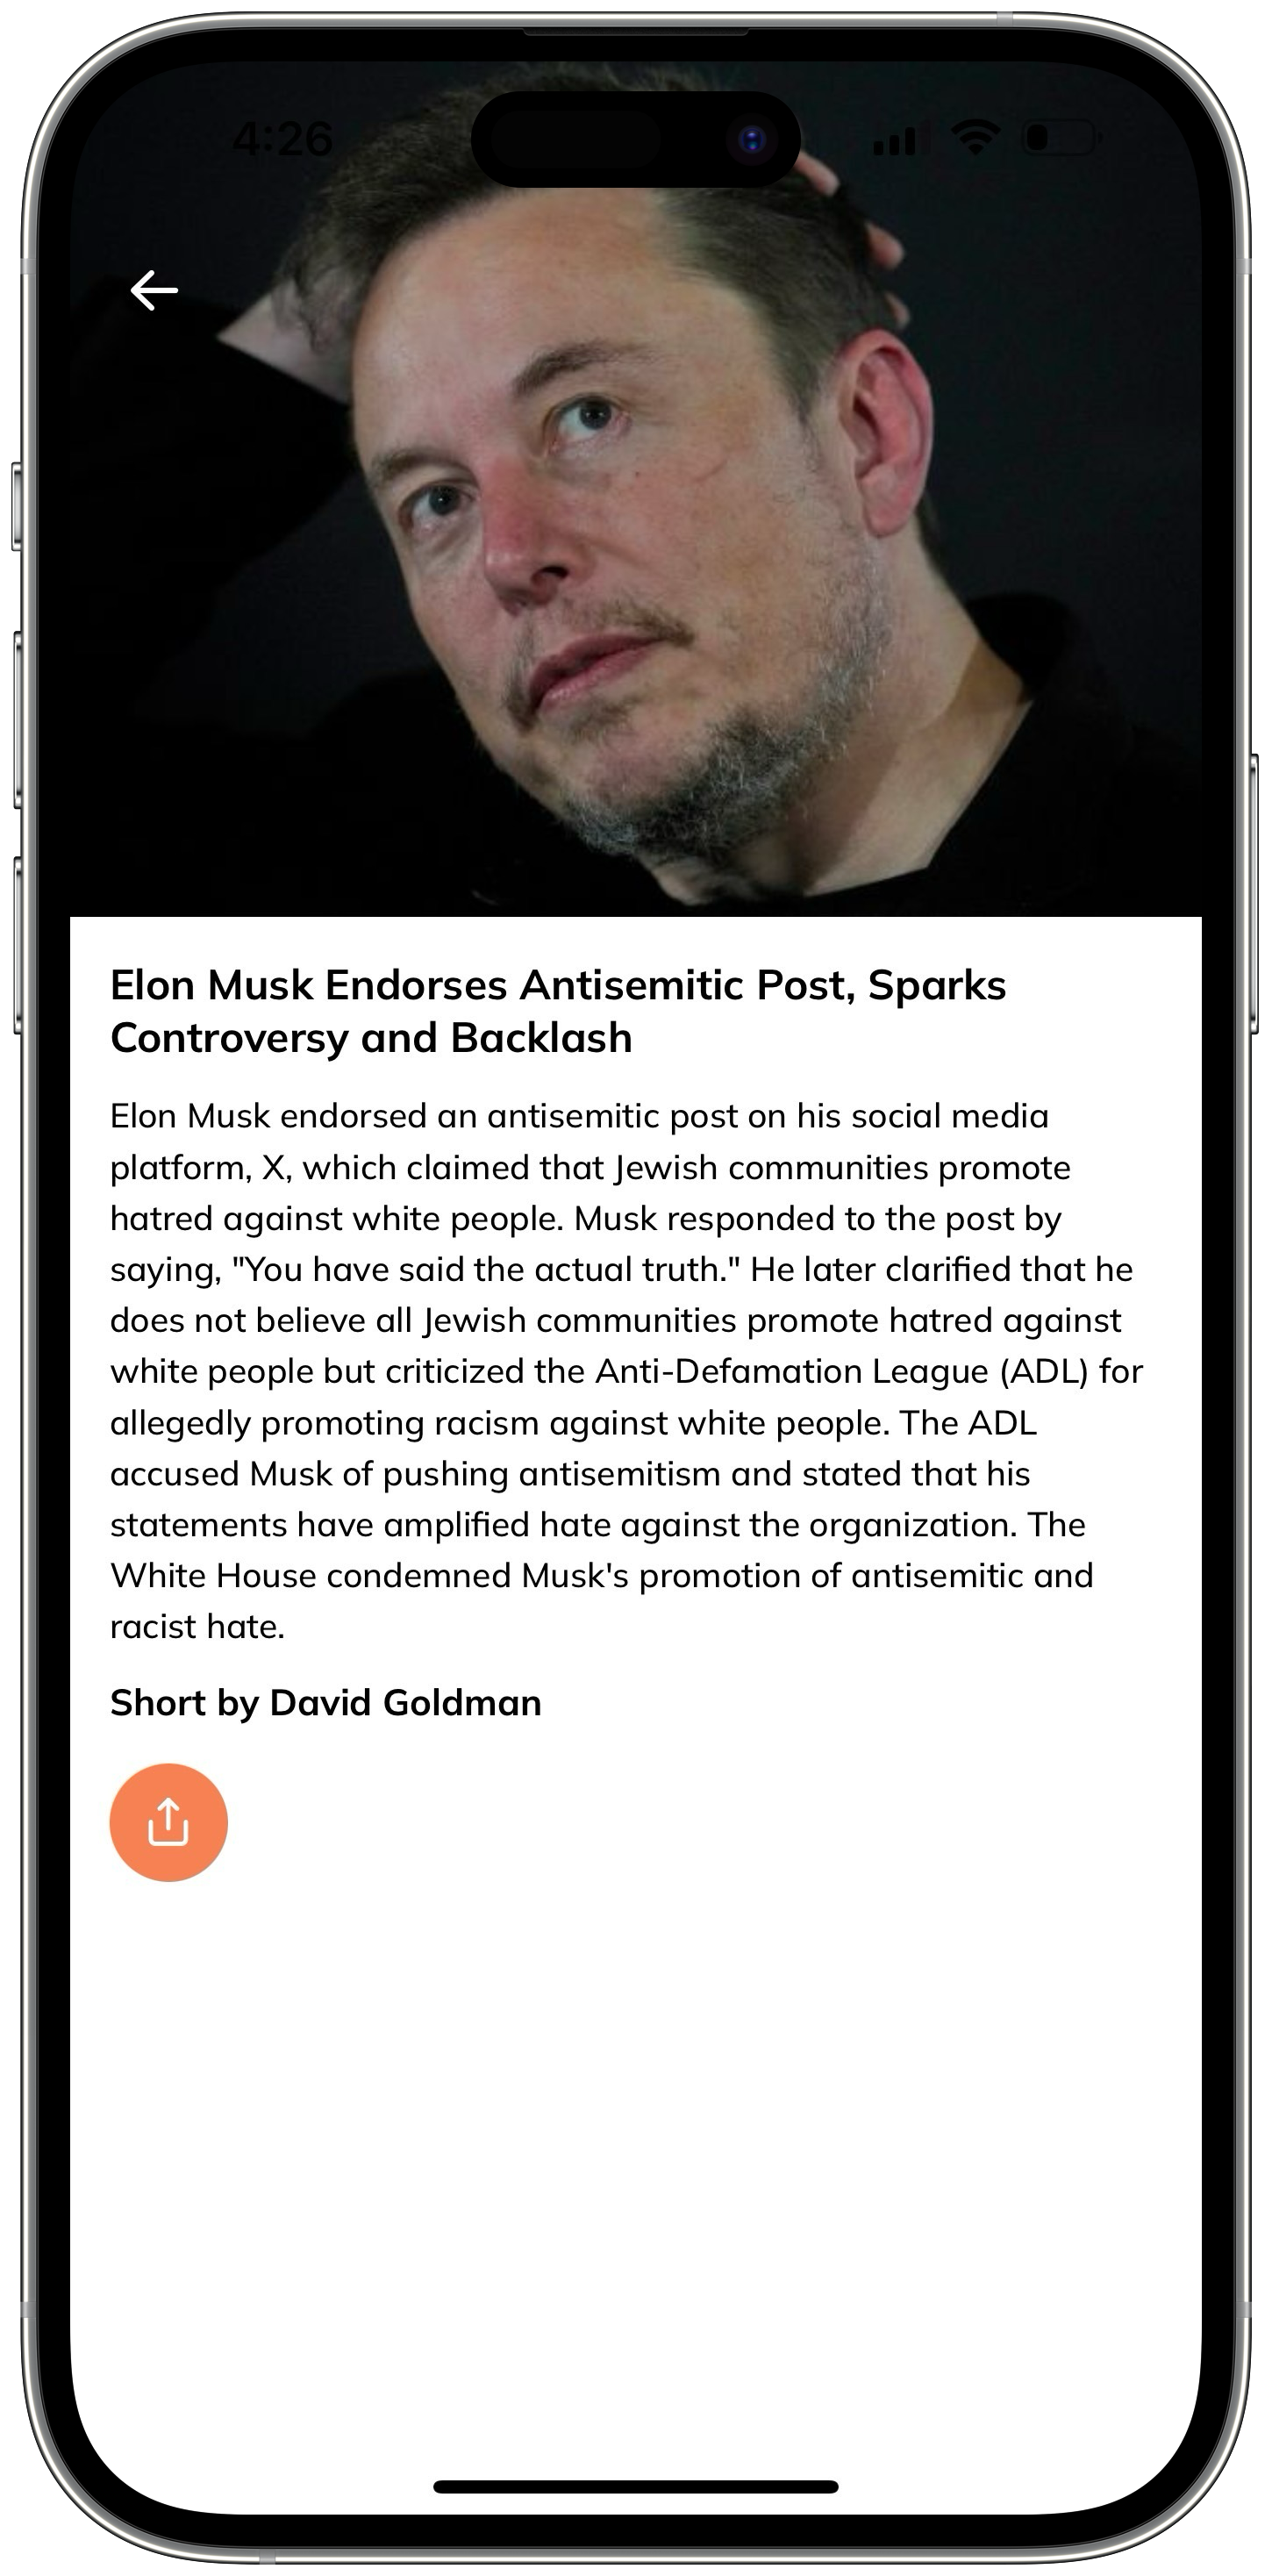 4:26
Elon Musk Endorses Antisemitic Post, Sparks
Controversy and Backlash
Elon Musk endorsed an antisemitic post on his social media
platform, X, which claimed that Jewish communities promote
hatred against white people. Musk responded to the post by
saying, "You have said the actual truth." He later clarified that he
does not believe all Jewish communities promote hatred against
white people but criticized the Anti-Defamation League (ADL) for
allegedly promoting racism against white people. The ADL
accused Musk of pushing antisemitism and stated that his
statements have amplified hate against the organization. The
White House condemned Musk's promotion of antisemitic and
racist hate.
Short by David Goldman